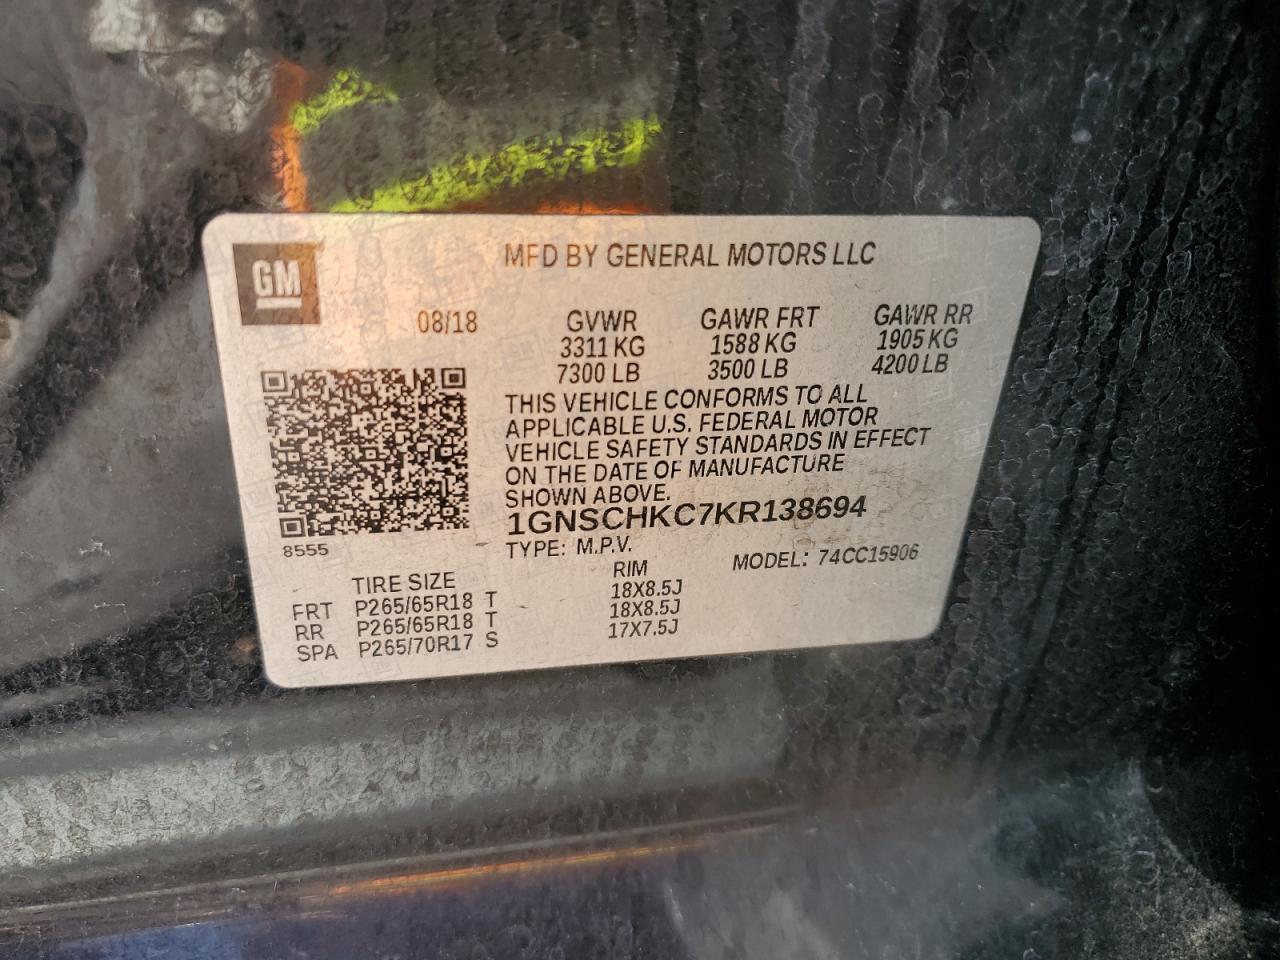 GM
MFD BY GENERAL MOTORS LLC
08/18 GVWR GAWR FRT GAWR RR
3311 KG 1588 KG 1905 KG
7300 LB 3500 LB 4200 LB
THIS VEHICLE CONFORMS TO ALL
APPLICABLE U.S. FEDERAL MOTOR
VEHICLE SAFETY STANDARDS IN EFFECT
ON THE DATE OF MANUFACTURE
SHOWN ABOVE.
1GNSCHKC7KR138694
8555
TYPE: M.P.V. MODEL: 74CC15906
TIRE SIZE RIM
FRT P265/65R18 T 18X8.5J
RR P265/65R18 T 18X8.5J
SPA P265/70R17 S 17X7.5J